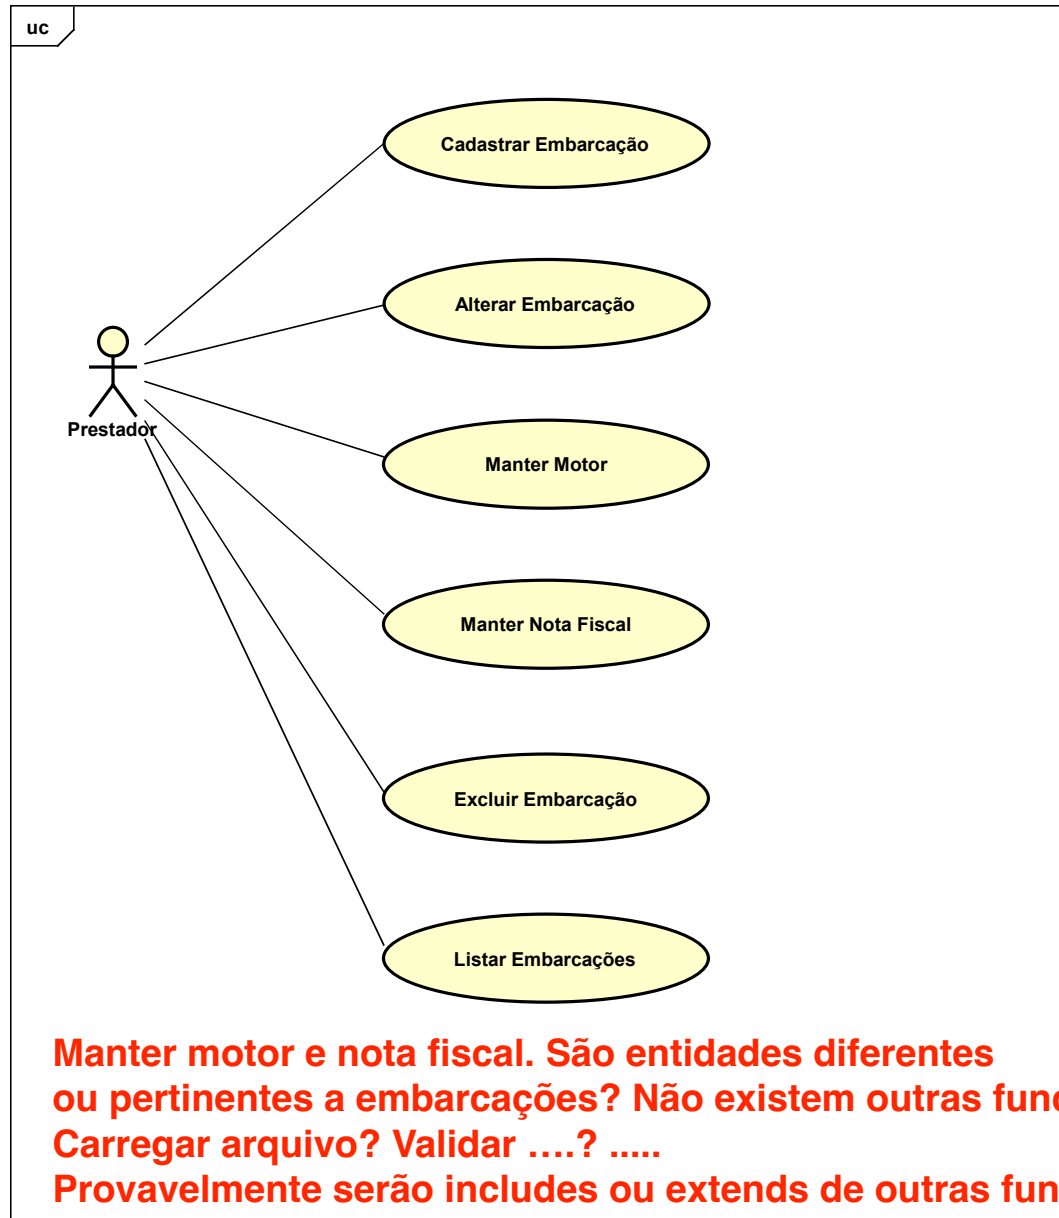 uc
Cadastrar Embarcação
Alterar Embarcação
Prestador
Manter Motor
Manter Nota Fiscal
Excluir Embarcação
Listar Embarcações
Manter motor e nota fiscal. São entidades diferentes
ou pertinentes a embarcações? Não existem outras
Carregar arquivo? Validar ….? .....
Provavelmente serão includes ou extends de outras